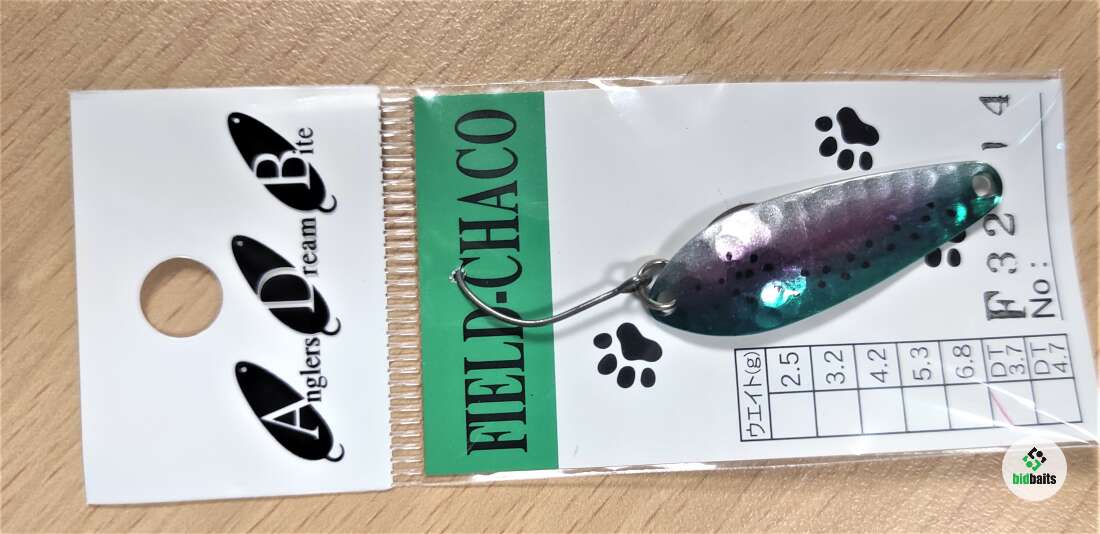 Anglers Dream Bite
FIELD-CHACO
ウエイト(g)
2.5
3.2
4.2
5.3
6.8
DT
3.7
DT
4.7
F32 14
No:
bidbaits